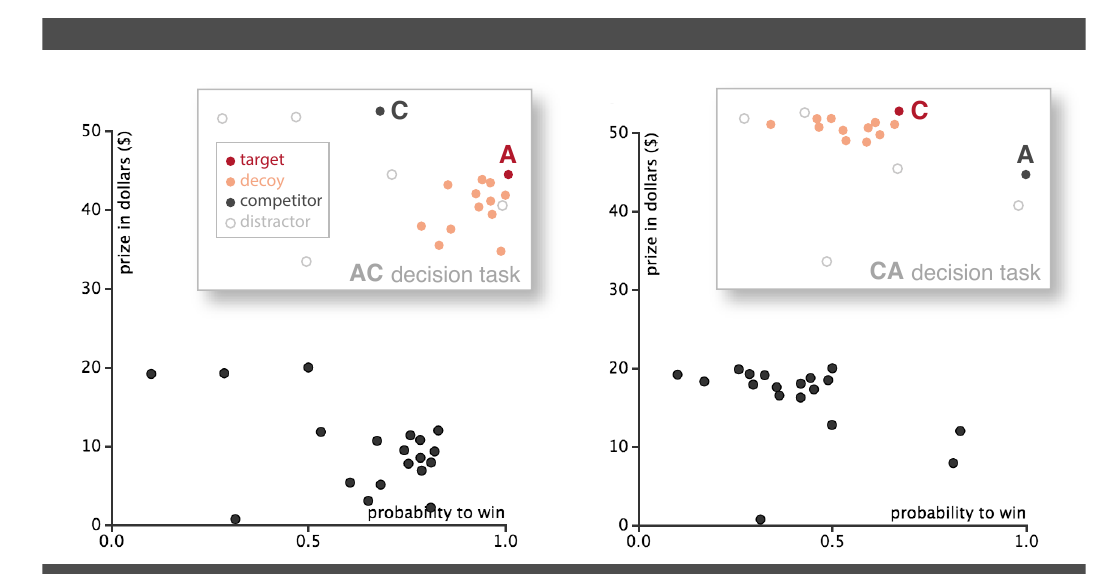 prize in dollars ($)
50
40
30
20
10
0
0.0
0.5
1.0
probability to win
C
A
target
decoy
competitor
distractor
AC decision task
prize in dollars ($)
50
40
30
20
10
0
0.0
0.5
1.0
probability to win
C
A
CA decision task